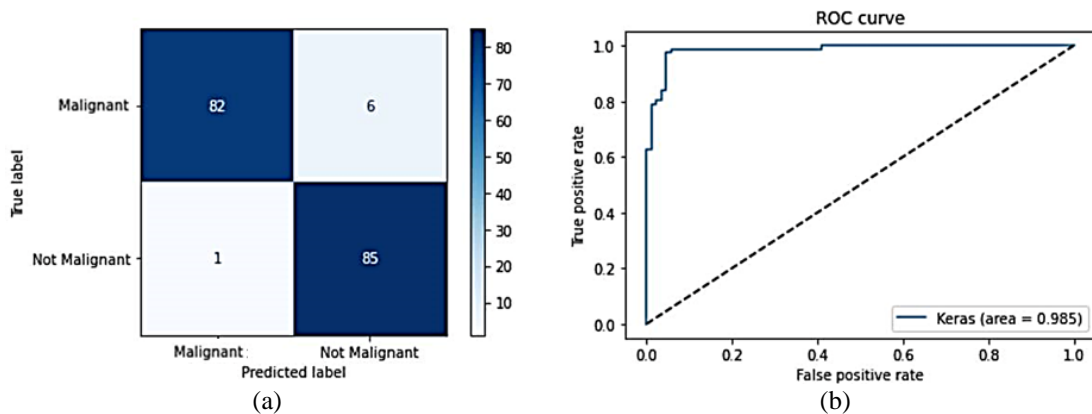 Malignant
Not Malignant
True label
82
6
1
85
Malignant
Not Malignant
Predicted label
80
70
60
50
40
30
20
10
(a)
ROC curve
True positive rate
1.0
0.8
0.6
0.4
0.2
0.0
0.0
0.2
0.4
0.6
0.8
1.0
False positive rate
Keras (area = 0.985)
(b)